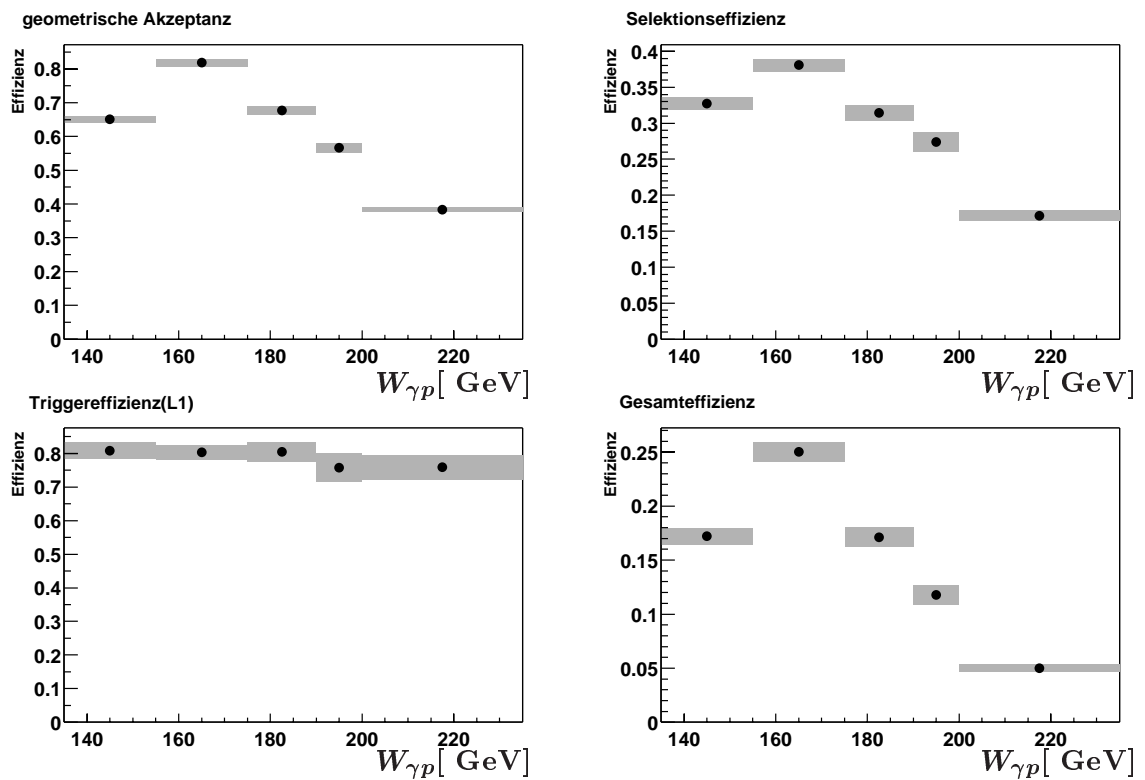 geometrische Akzeptanz
Effizienz
0.8
0.7
0.6
0.5
0.4
0.3
0.2
0.1
0
140 160 180 200 220
W_γp[ GeV]
Selektionseffizienz
Effizienz
0.4
0.35
0.3
0.25
0.2
0.15
0.1
0.05
0
140 160 180 200 220
W_γp[ GeV]
Triggereffizienz(L1)
Effizienz
0.8
0.7
0.6
0.5
0.4
0.3
0.2
0.1
0
140 160 180 200 220
W_γp[ GeV]
Gesamteffizienz
Effizienz
0.25
0.2
0.15
0.1
0.05
0
140 160 180 200 220
W_γp[ GeV]